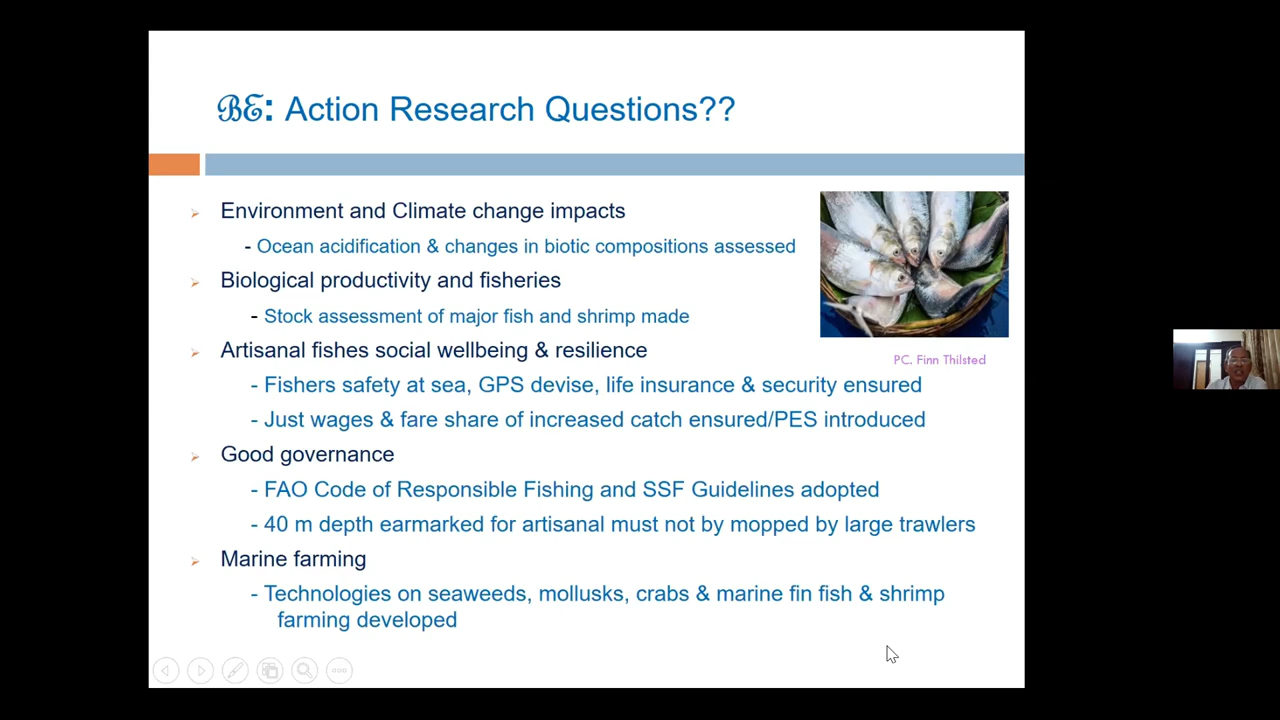 ℬℰ: Action Research Questions??
Environment and Climate change impacts
- Ocean acidification & changes in biotic compositions assessed
Biological productivity and fisheries
- Stock assessment of major fish and shrimp made
PC. Finn Thilsted
Artisanal fishes social wellbeing & resilience
- Fishers safety at sea, GPS devise, life insurance & security ensured
- Just wages & fare share of increased catch ensured/PES introduced
Good governance
- FAO Code of Responsible Fishing and SSF Guidelines adopted
- 40 m depth earmarked for artisanal must not by mopped by large trawlers
Marine farming
- Technologies on seaweeds, mollusks, crabs & marine fin fish & shrimp
farming developed